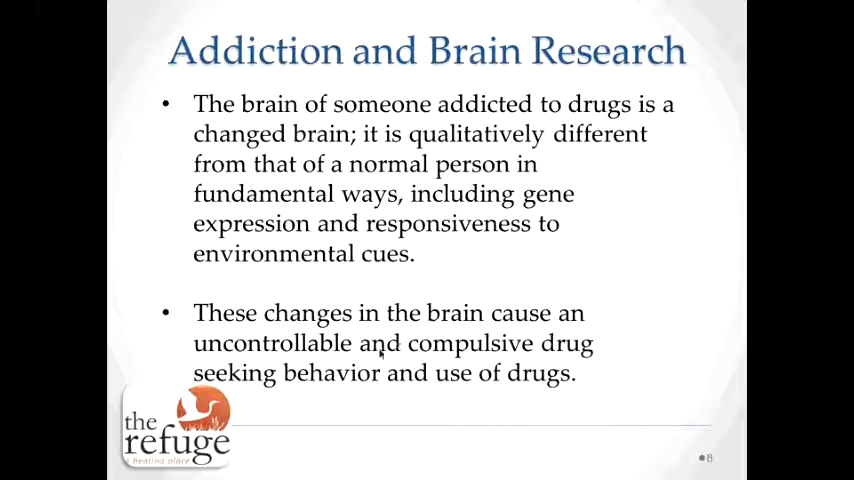 Addiction and Brain Research
• The brain of someone addicted to drugs is a
changed brain; it is qualitatively different
from that of a normal person in
fundamental ways, including gene
expression and responsiveness to
environmental cues.
• These changes in the brain cause an
uncontrollable and compulsive drug
seeking behavior and use of drugs.
the
refuge
a healing place
•8